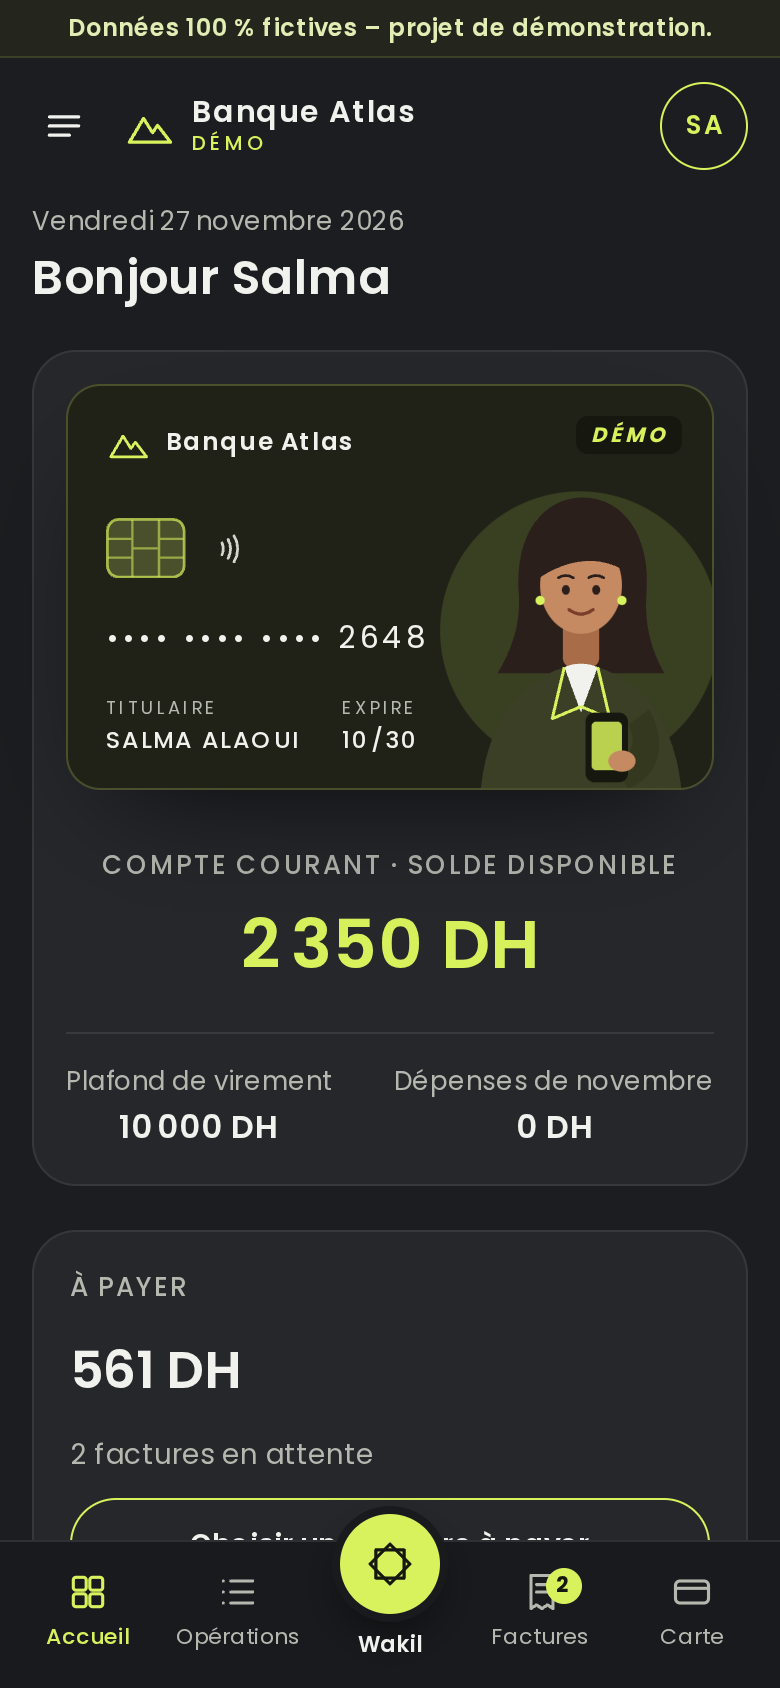 Données 100 % fictives – projet de démonstration.
Banque Atlas
DÉMO
SA
Vendredi 27 novembre 2026
Bonjour Salma
Banque Atlas
DÉMO
•••• •••• •••• 2648
TITULAIRE EXPIRE
SALMA ALAOUI 10/30
COMPTE COURANT · SOLDE DISPONIBLE
2 350 DH
Plafond de virement Dépenses de novembre
10 000 DH 0 DH
À PAYER
561 DH
2 factures en attente
Choisir à payer
2
Accueil Opérations Wakil Factures Carte